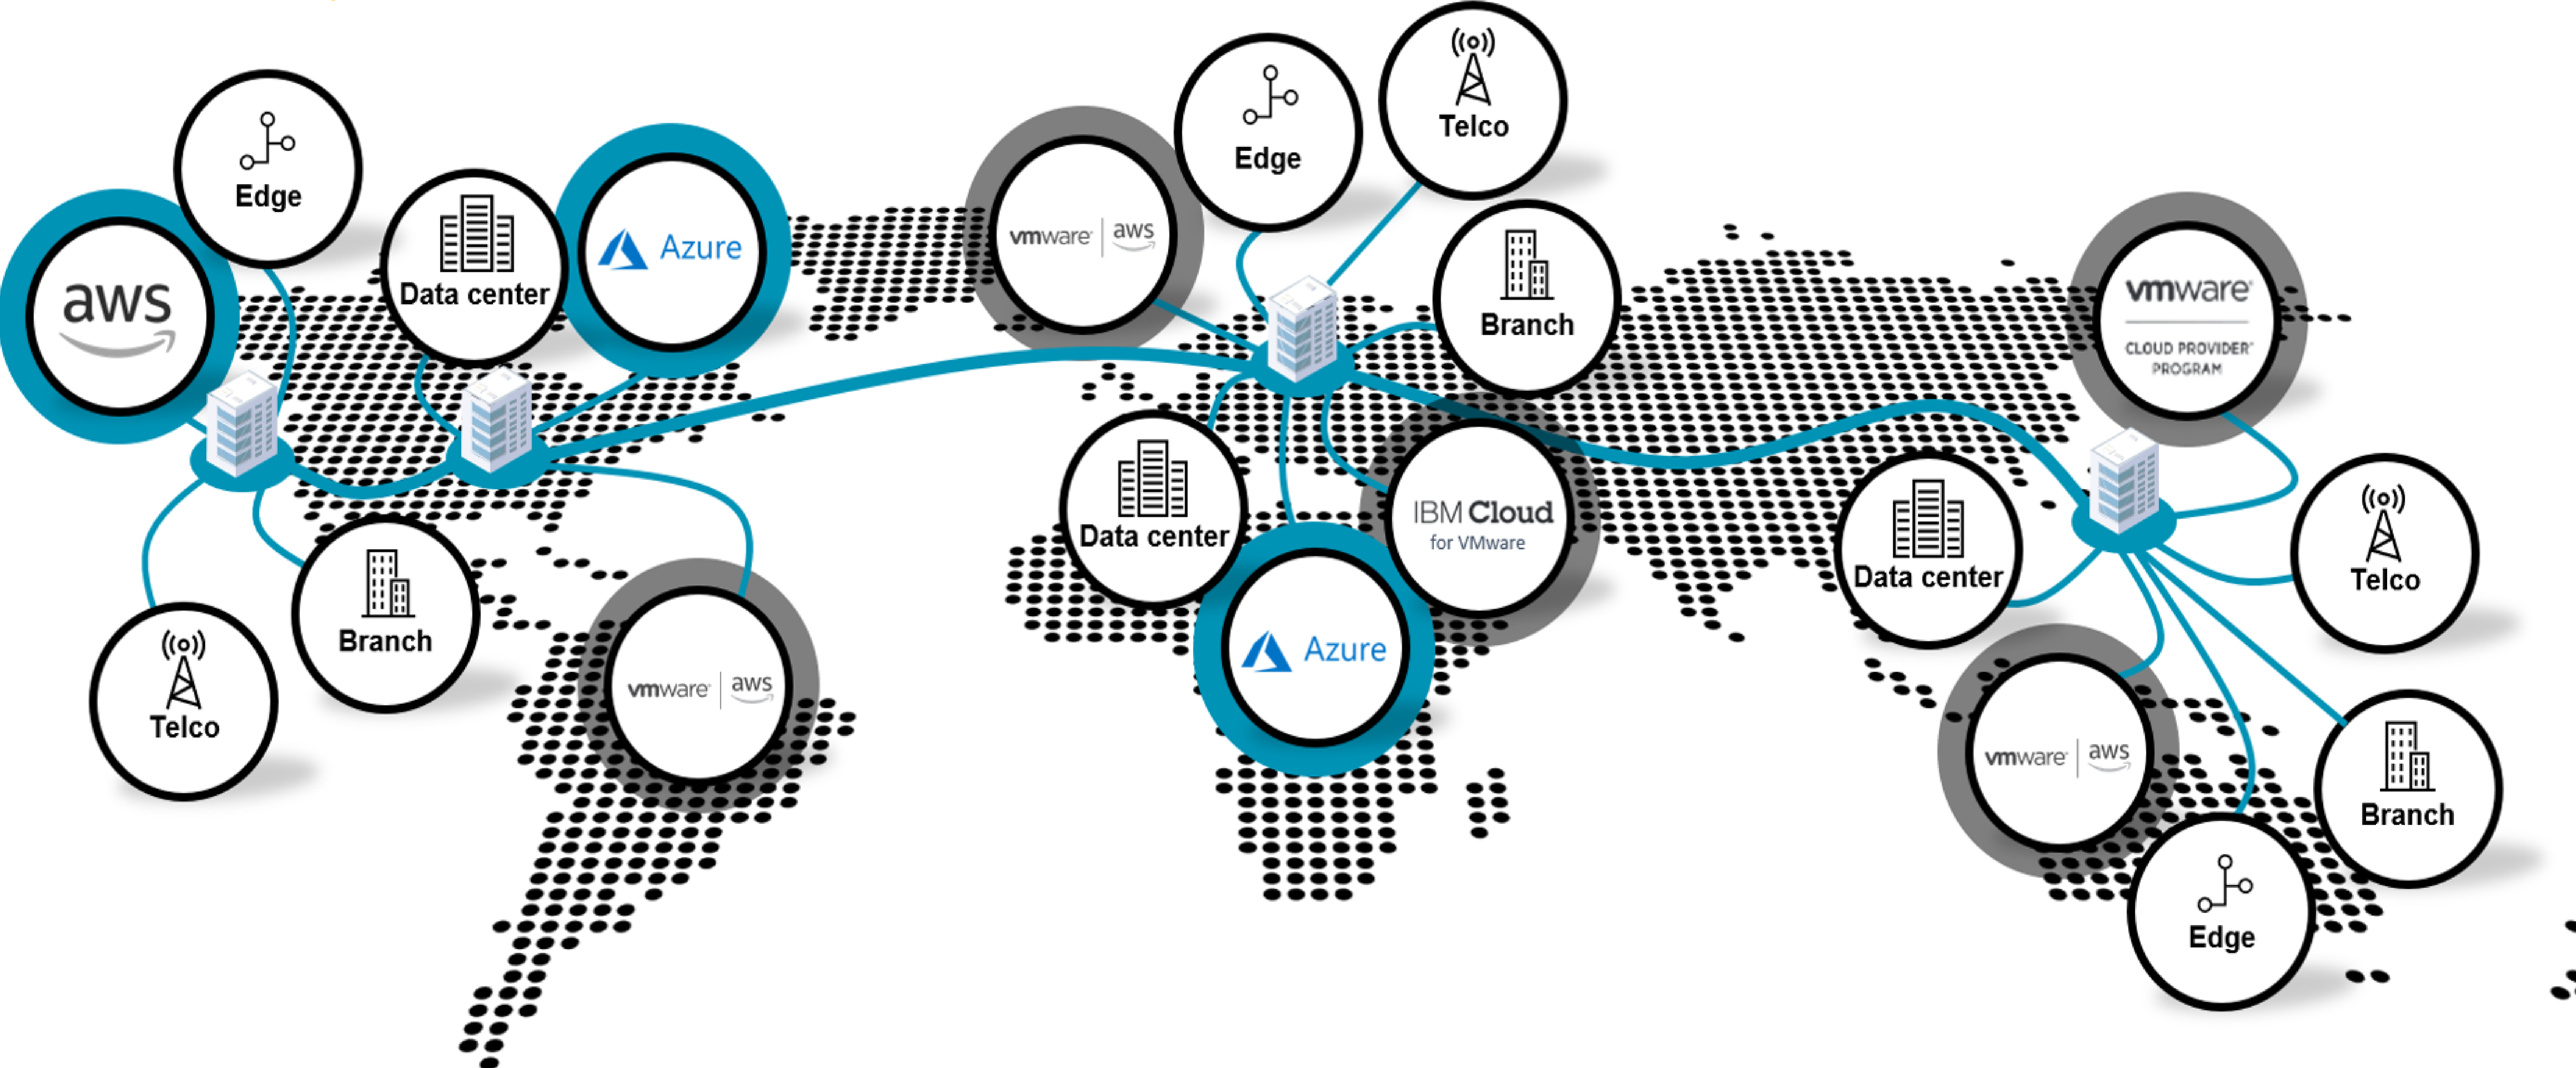 Edge
aws
Data center
Azure
Telco
Branch
vmware | aws
vmware | aws
Edge
Telco
Branch
Data center
IBM Cloud
for VMware
Azure
vmware
CLOUD PROVIDER
PROGRAM
Data center
Telco
vmware | aws
Branch
Edge